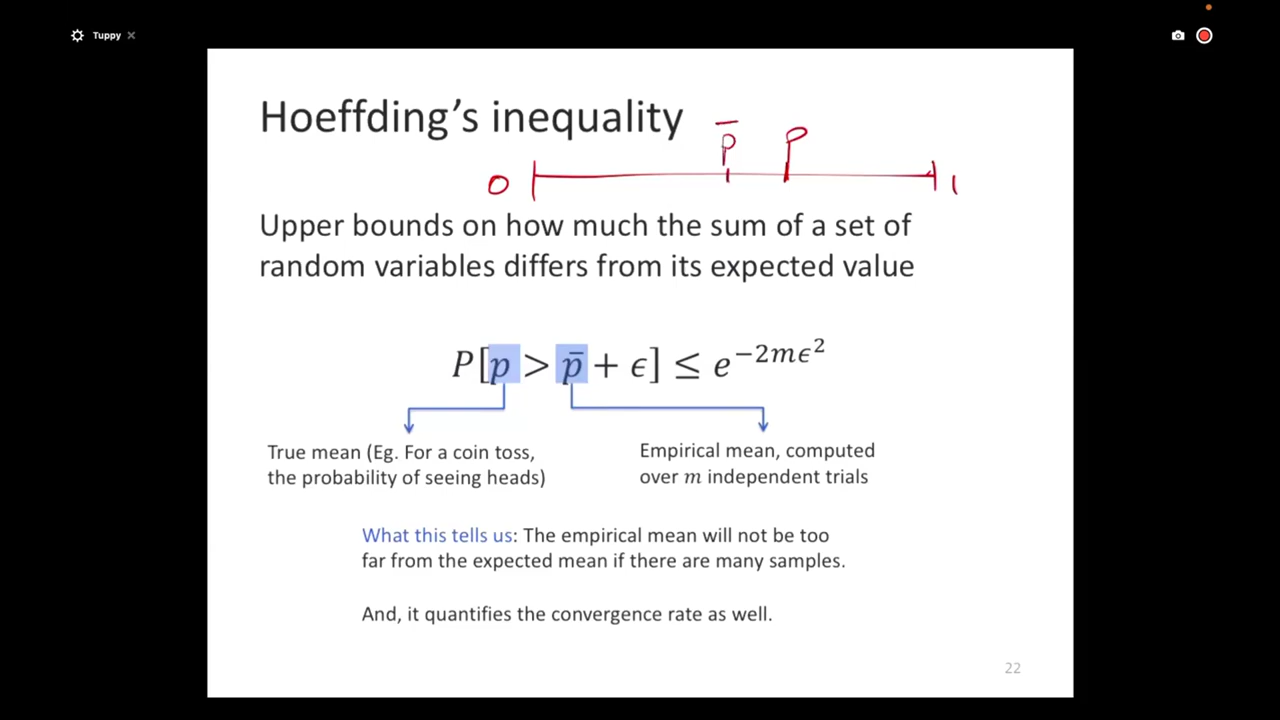 Tuppy ×
Hoeffding's inequality
p̄ p
0 1
Upper bounds on how much the sum of a set of
random variables differs from its expected value
P[p > p̄ + ϵ] ≤ e^{−2mϵ²}
True mean (Eg. For a coin toss,
the probability of seeing heads)
Empirical mean, computed
over m independent trials
What this tells us: The empirical mean will not be too
far from the expected mean if there are many samples.
And, it quantifies the convergence rate as well.
22